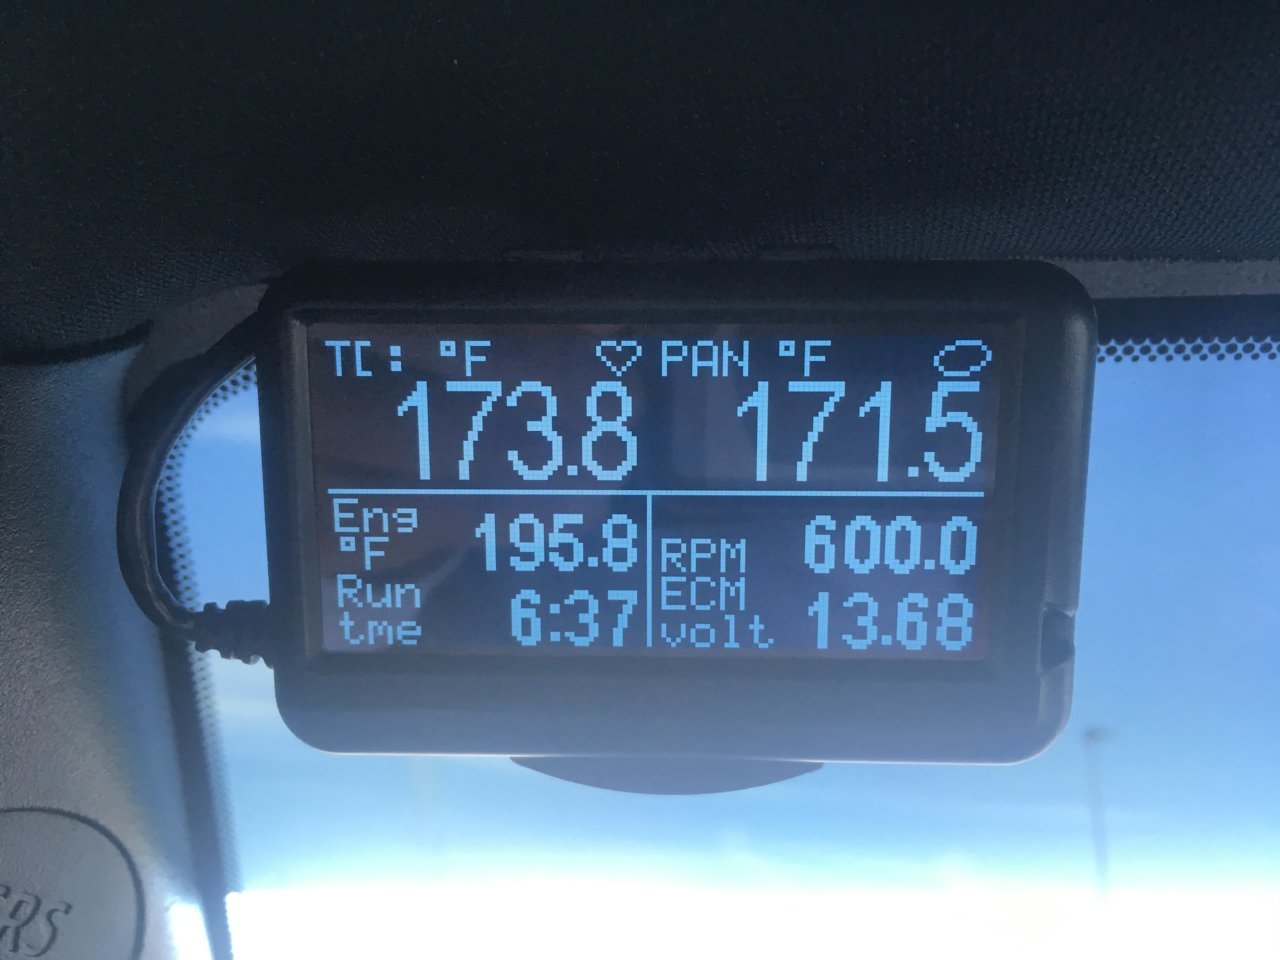 TC: °F PAN °F
173.8 171.5
Eng °F 195.8
Run tme 6:37
RPM 600.0
ECM volt 13.68